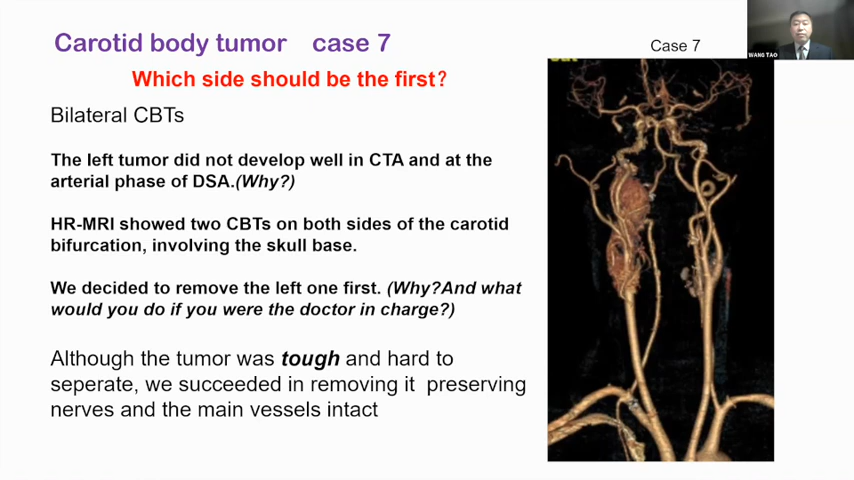 Carotid body tumor case 7
Case 7
WANG TAO
Which side should be the first?
Bilateral CBTs
The left tumor did not develop well in CTA and at the
arterial phase of DSA.(Why?)
HR-MRI showed two CBTs on both sides of the carotid
bifurcation, involving the skull base.
We decided to remove the left one first. (Why?And what
would you do if you were the doctor in charge?)
Although the tumor was tough and hard to
seperate, we succeeded in removing it preserving
nerves and the main vessels intact